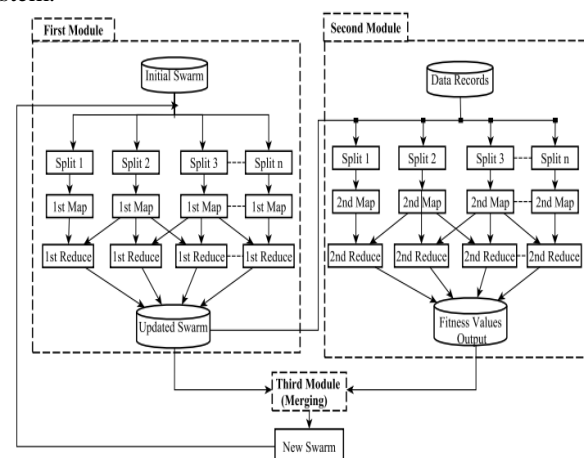 First Module
Initial Swarm
Split 1
Split 2
Split 3
Split n
1st Map
1st Map
1st Map
1st Map
1st Reduce
1st Reduce
1st Reduce
1st Reduce
Updated Swarm
Second Module
Data Records
Split 1
Split 2
Split 3
Split n
2nd Map
2nd Map
2nd Map
2nd Map
2nd Reduce
2nd Reduce
2nd Reduce
2nd Reduce
Fitness Values
Output
Third Module
(Merging)
New Swarm